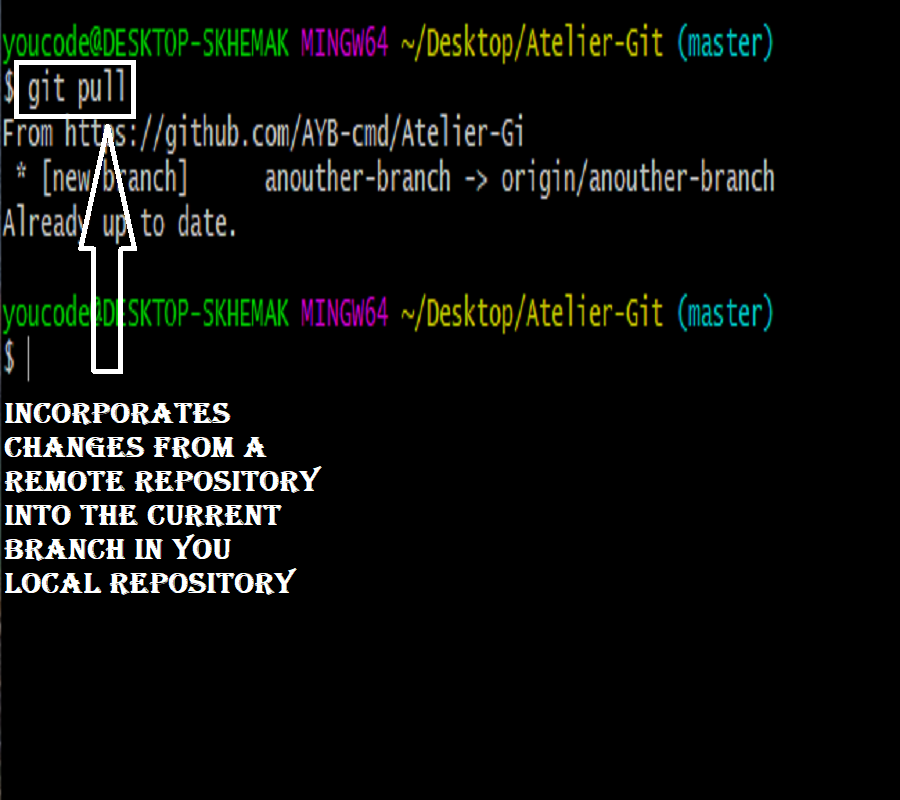 youcode@DESKTOP-SKHEMAK MINGW64 ~/Desktop/Atelier-Git (master)
$ git pull
From https://github.com/AYB-cmd/Atelier-Gi
 * [new branch]      anouther-branch -> origin/anouther-branch
Already up to date.
youcode@DESKTOP-SKHEMAK MINGW64 ~/Desktop/Atelier-Git (master)
$
INCORPORATES
CHANGES FROM A
REMOTE REPOSITORY
INTO THE CURRENT
BRANCH IN YOU
LOCAL REPOSITORY